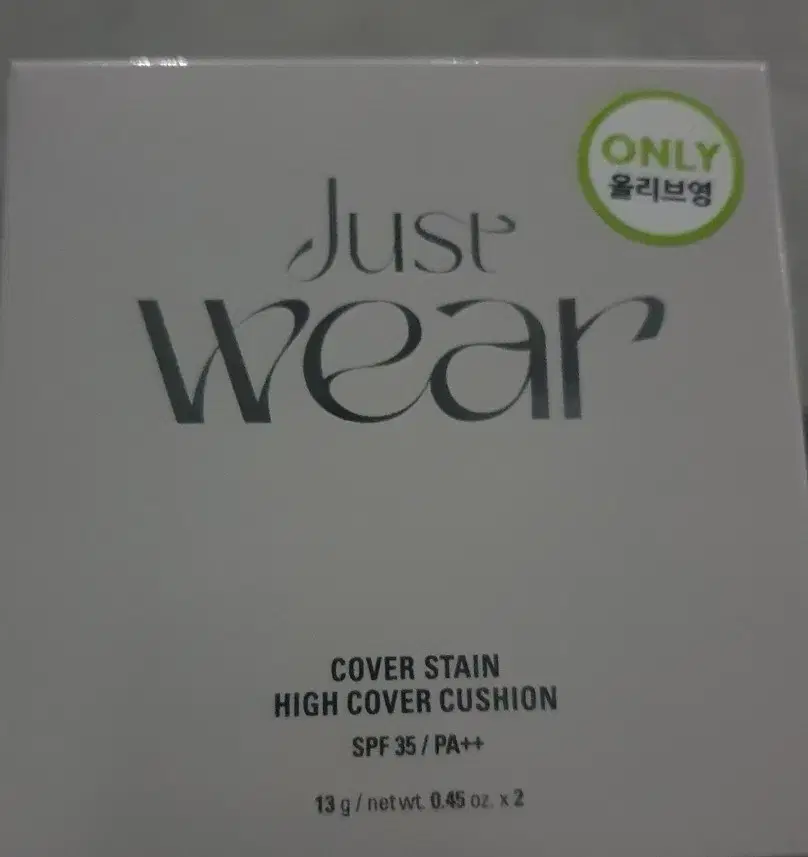 ONLY
올리브영
Just
wear
COVER STAIN
HIGH COVER CUSHION
SPF 35 / PA++
13 g / net wt. 0.45 oz. x 2